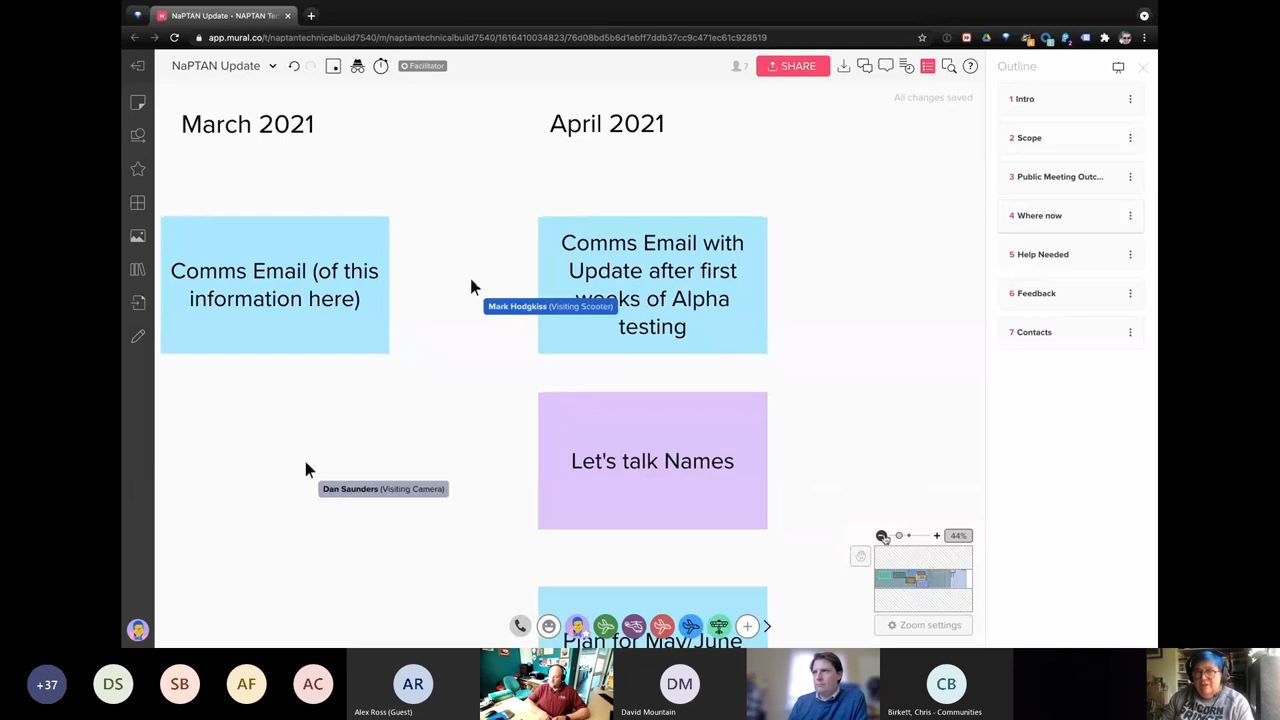 NaPTAN Update • NAPTAN Tec
app.mural.co/t/naptantechnicalbuild7540/m/naptantechnicalbuild7540/1616410034823/76d08bd5b6d1ebff7ddb37cc9c471ec61c928519
NaPTAN Update
Facilitator
7
SHARE
Outline
All changes saved
March 2021
April 2021
1 Intro
2 Scope
3 Public Meeting Outc...
4 Where now
5 Help Needed
6 Feedback
7 Contacts
Comms Email (of this
information here)
Comms Email with
Update after first
weeks of Alpha
testing
Mark Hodgkiss (Visiting Scooter)
Let's talk Names
Dan Saunders (Visiting Camera)
44%
Zoom settings
Plan for May/June
+37
DS
SB
AF
AC
AR
Alex Ross (Guest)
DM
David Mountain
CB
Birkett, Chris - Communities